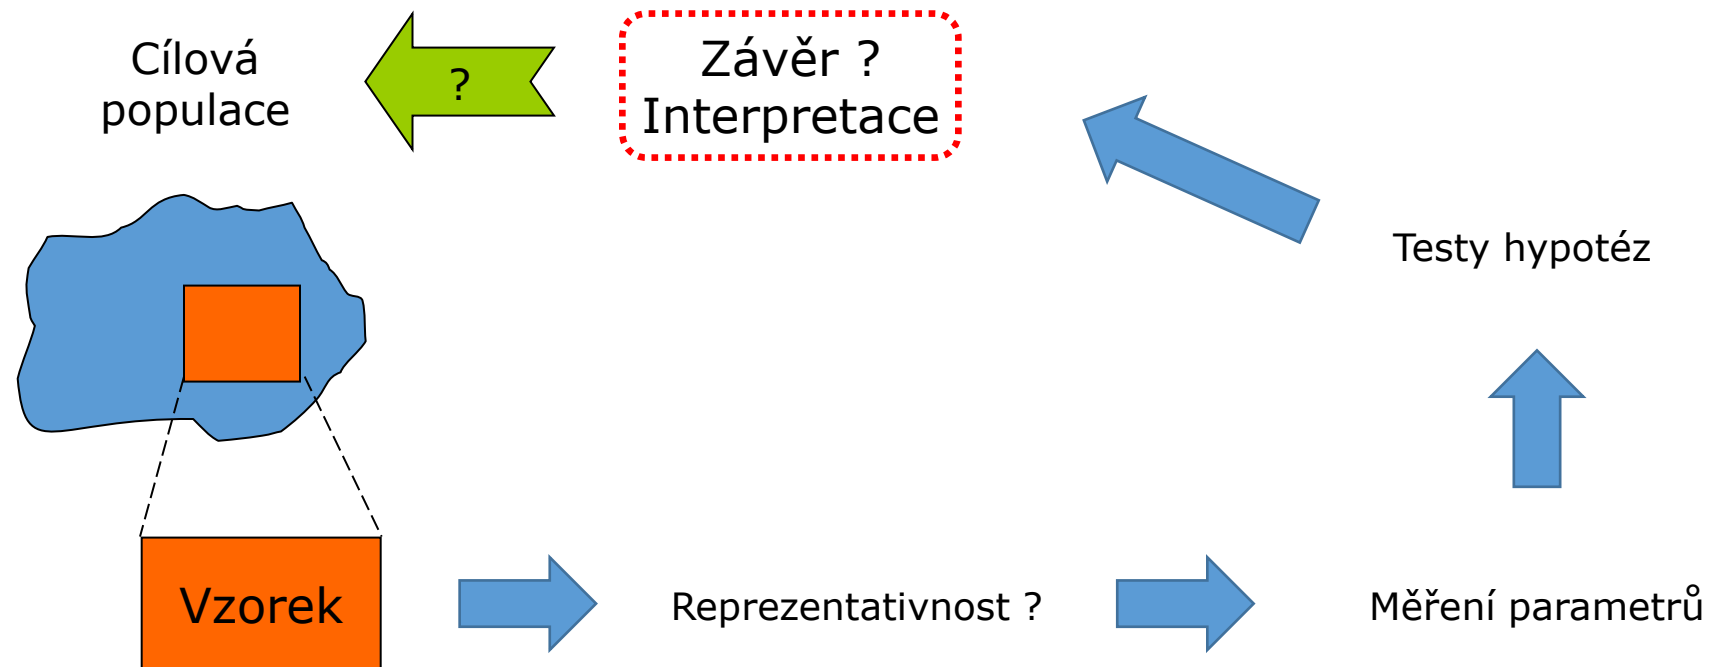 Cílová
populace
?
Závěr ?
Interpretace
Testy hypotéz
Vzorek
Reprezentativnost ?
Měření parametrů